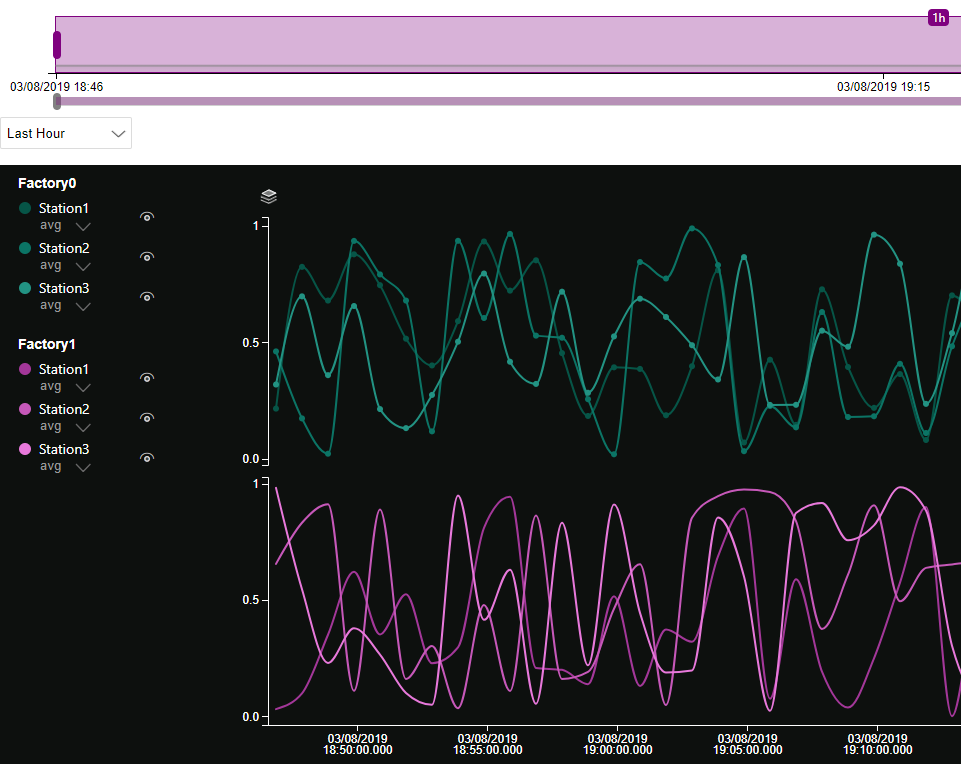 1h
03/08/2019 18:46
03/08/2019 19:15
Last Hour
Factory0
Station1
avg
Station2
avg
Station3
avg
Factory1
Station1
avg
Station2
avg
Station3
avg
1
0.5
0.0
1
0.5
0.0
03/08/2019 03/08/2019 03/08/2019 03/08/2019 03/08/2019
18:50:00.000 18:55:00.000 19:00:00.000 19:05:00.000 19:10:00.000